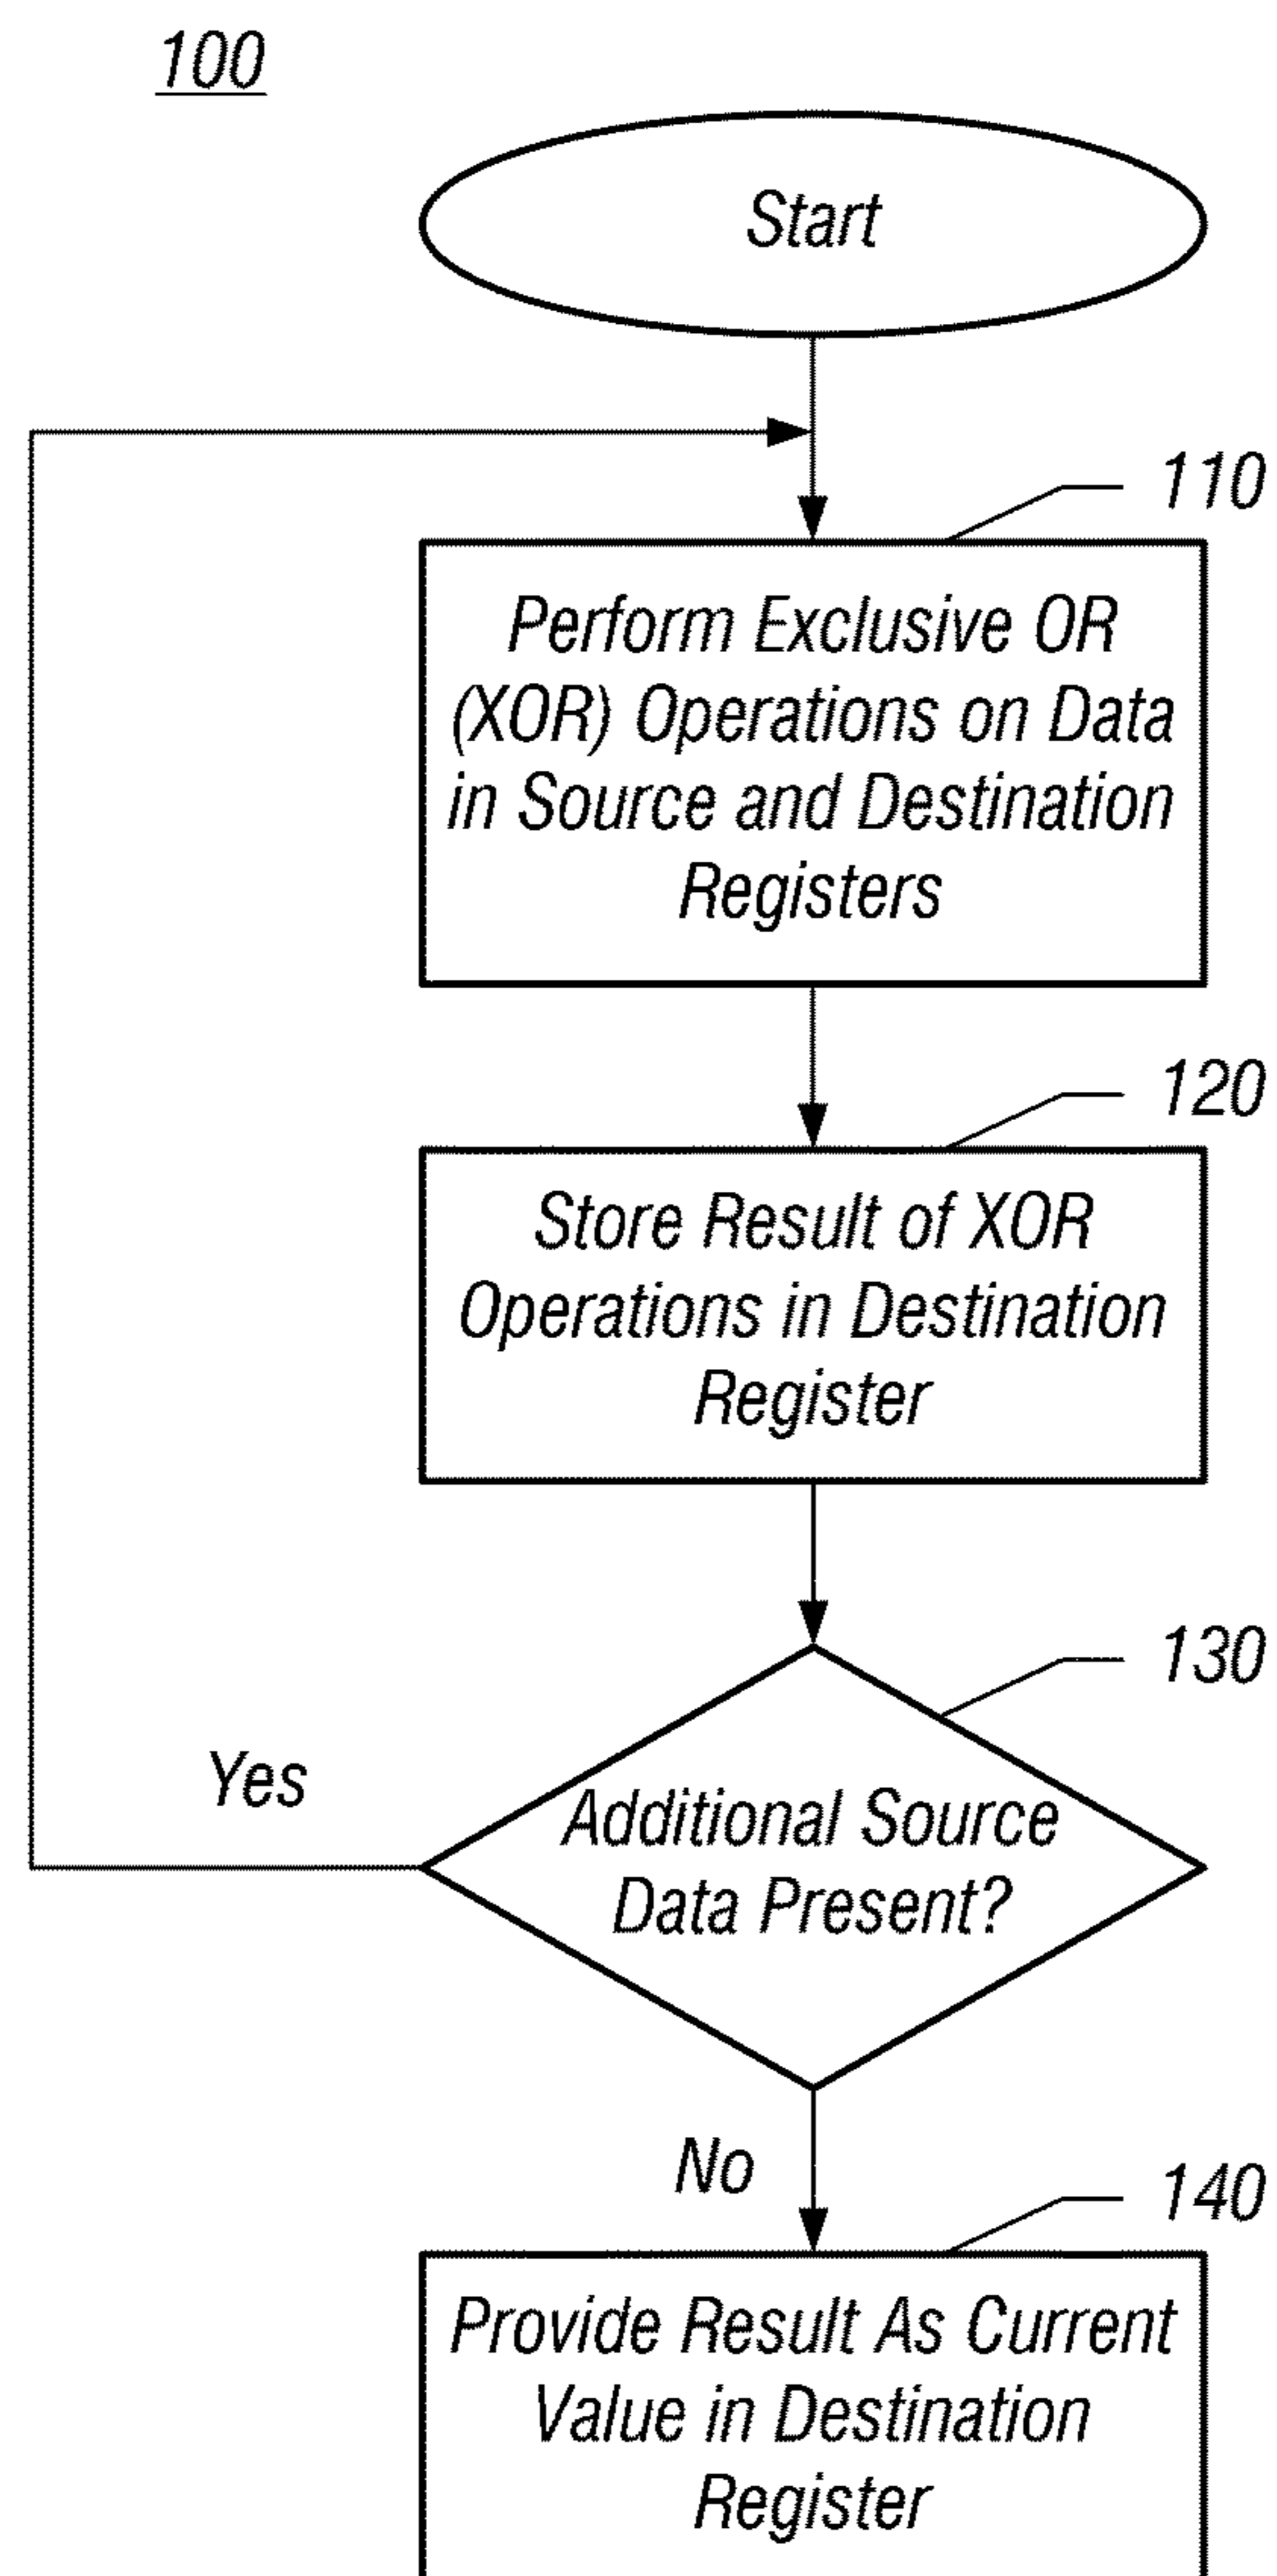 100
Start
110
Perform Exclusive OR
(XOR) Operations on Data
in Source and Destination
Registers
120
Store Result of XOR
Operations in Destination
Register
130
Yes
Additional Source
Data Present?
No
140
Provide Result As Current
Value in Destination
Register